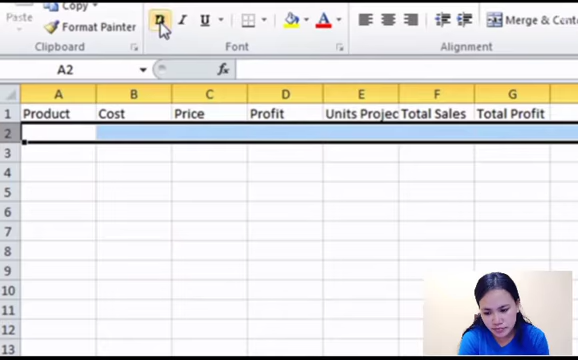 Paste
Copy
Format Painter
B I U A
Merge & Cente
Clipboard Font Alignment
A2 fx
A B C D E F G
1 Product Cost Price Profit Units Projec Total Sales Total Profit
2
3
4
5
6
7
8
9
10
11
12
13